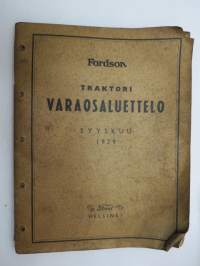 Fordson
TRAKTORI
VARAOSALUETTELO
SYYSKUU
1929
Ford
HELSINKI